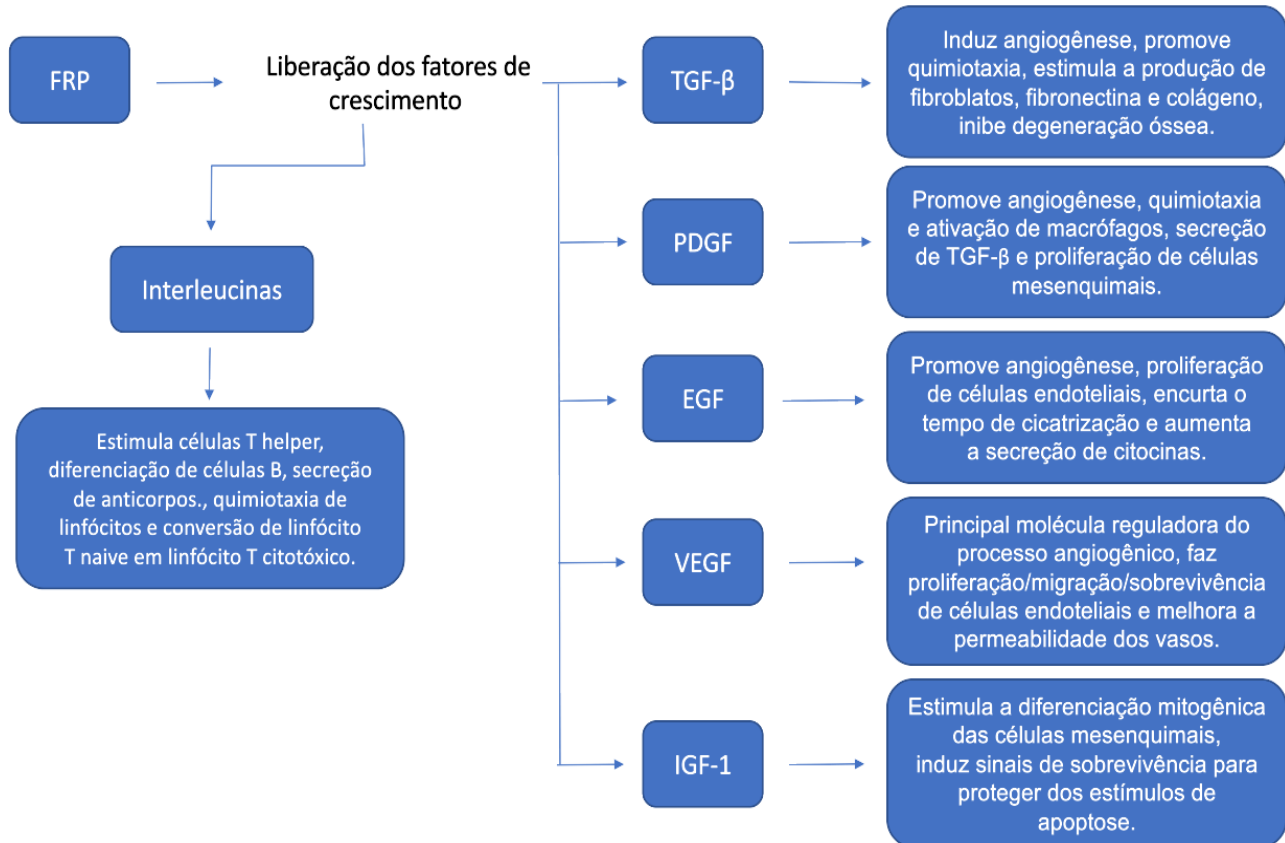 FRP
Liberação dos fatores de
crescimento
Interleucinas
Estimula células T helper,
diferenciação de células B, secreção
de anticorpos., quimiotaxia de
linfócitos e conversão de linfócito
T naive em linfócito T citotóxico.
TGF-β
Induz angiogênese, promove
quimiotaxia, estimula a produção de
fibroblatos, fibronectina e colágeno,
inibe degeneração óssea.
PDGF
Promove angiogênese, quimiotaxia
e ativação de macrófagos, secreção
de TGF-β e proliferação de células
mesenquimais.
EGF
Promove angiogênese, proliferação
de células endoteliais, encurta o
tempo de cicatrização e aumenta
a secreção de citocinas.
VEGF
Principal molécula reguladora do
processo angiogênico, faz
proliferação/migração/sobrevivência
de células endoteliais e melhora a
permeabilidade dos vasos.
IGF-1
Estimula a diferenciação mitogênica
das células mesenquimais,
induz sinais de sobrevivência para
proteger dos estímulos de
apoptose.